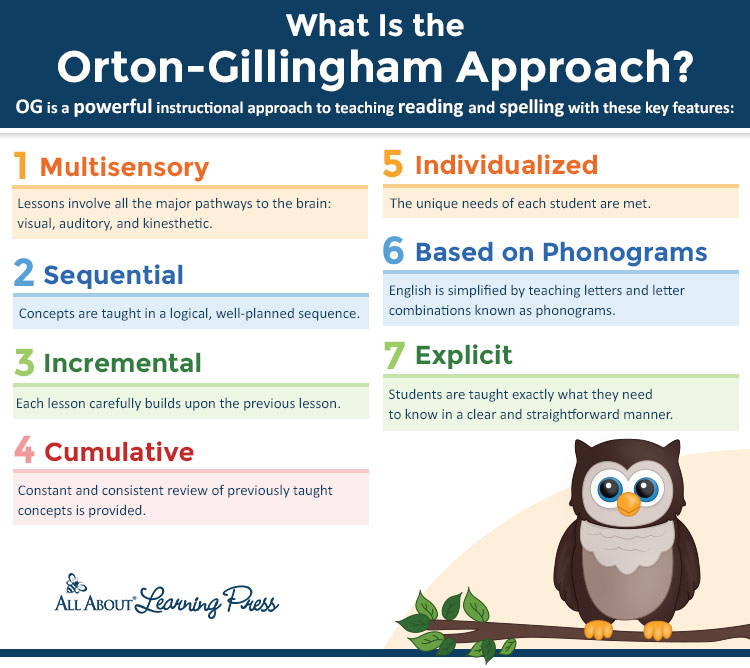 What Is the
Orton-Gillingham Approach?
OG is a powerful instructional approach to teaching reading and spelling with these key features:
1 Multisensory
Lessons involve all the major pathways to the brain:
visual, auditory, and kinesthetic.
2 Sequential
Concepts are taught in a logical, well-planned sequence.
3 Incremental
Each lesson carefully builds upon the previous lesson.
4 Cumulative
Constant and consistent review of previously taught
concepts is provided.
5 Individualized
The unique needs of each student are met.
6 Based on Phonograms
English is simplified by teaching letters and letter
combinations known as phonograms.
7 Explicit
Students are taught exactly what they need
to know in a clear and straightforward manner.
All About® Learning Press